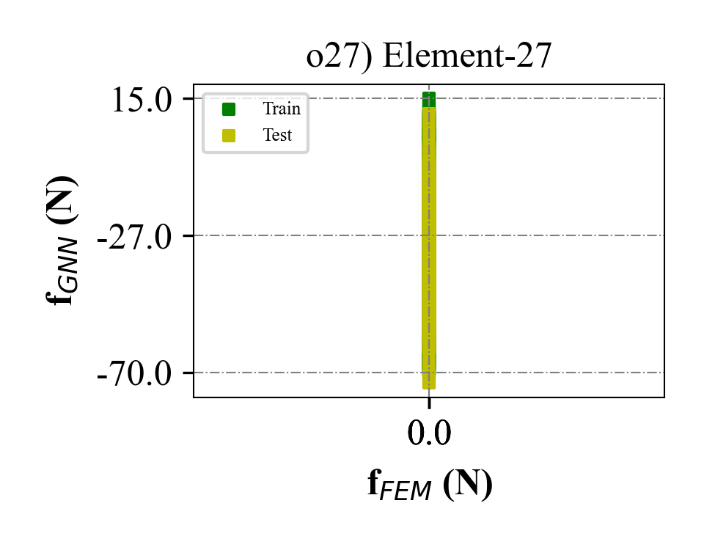 o27) Element-27
15.0
Train
Test
-27.0
-70.0
f_GNN (N)
0.0
f_FEM (N)